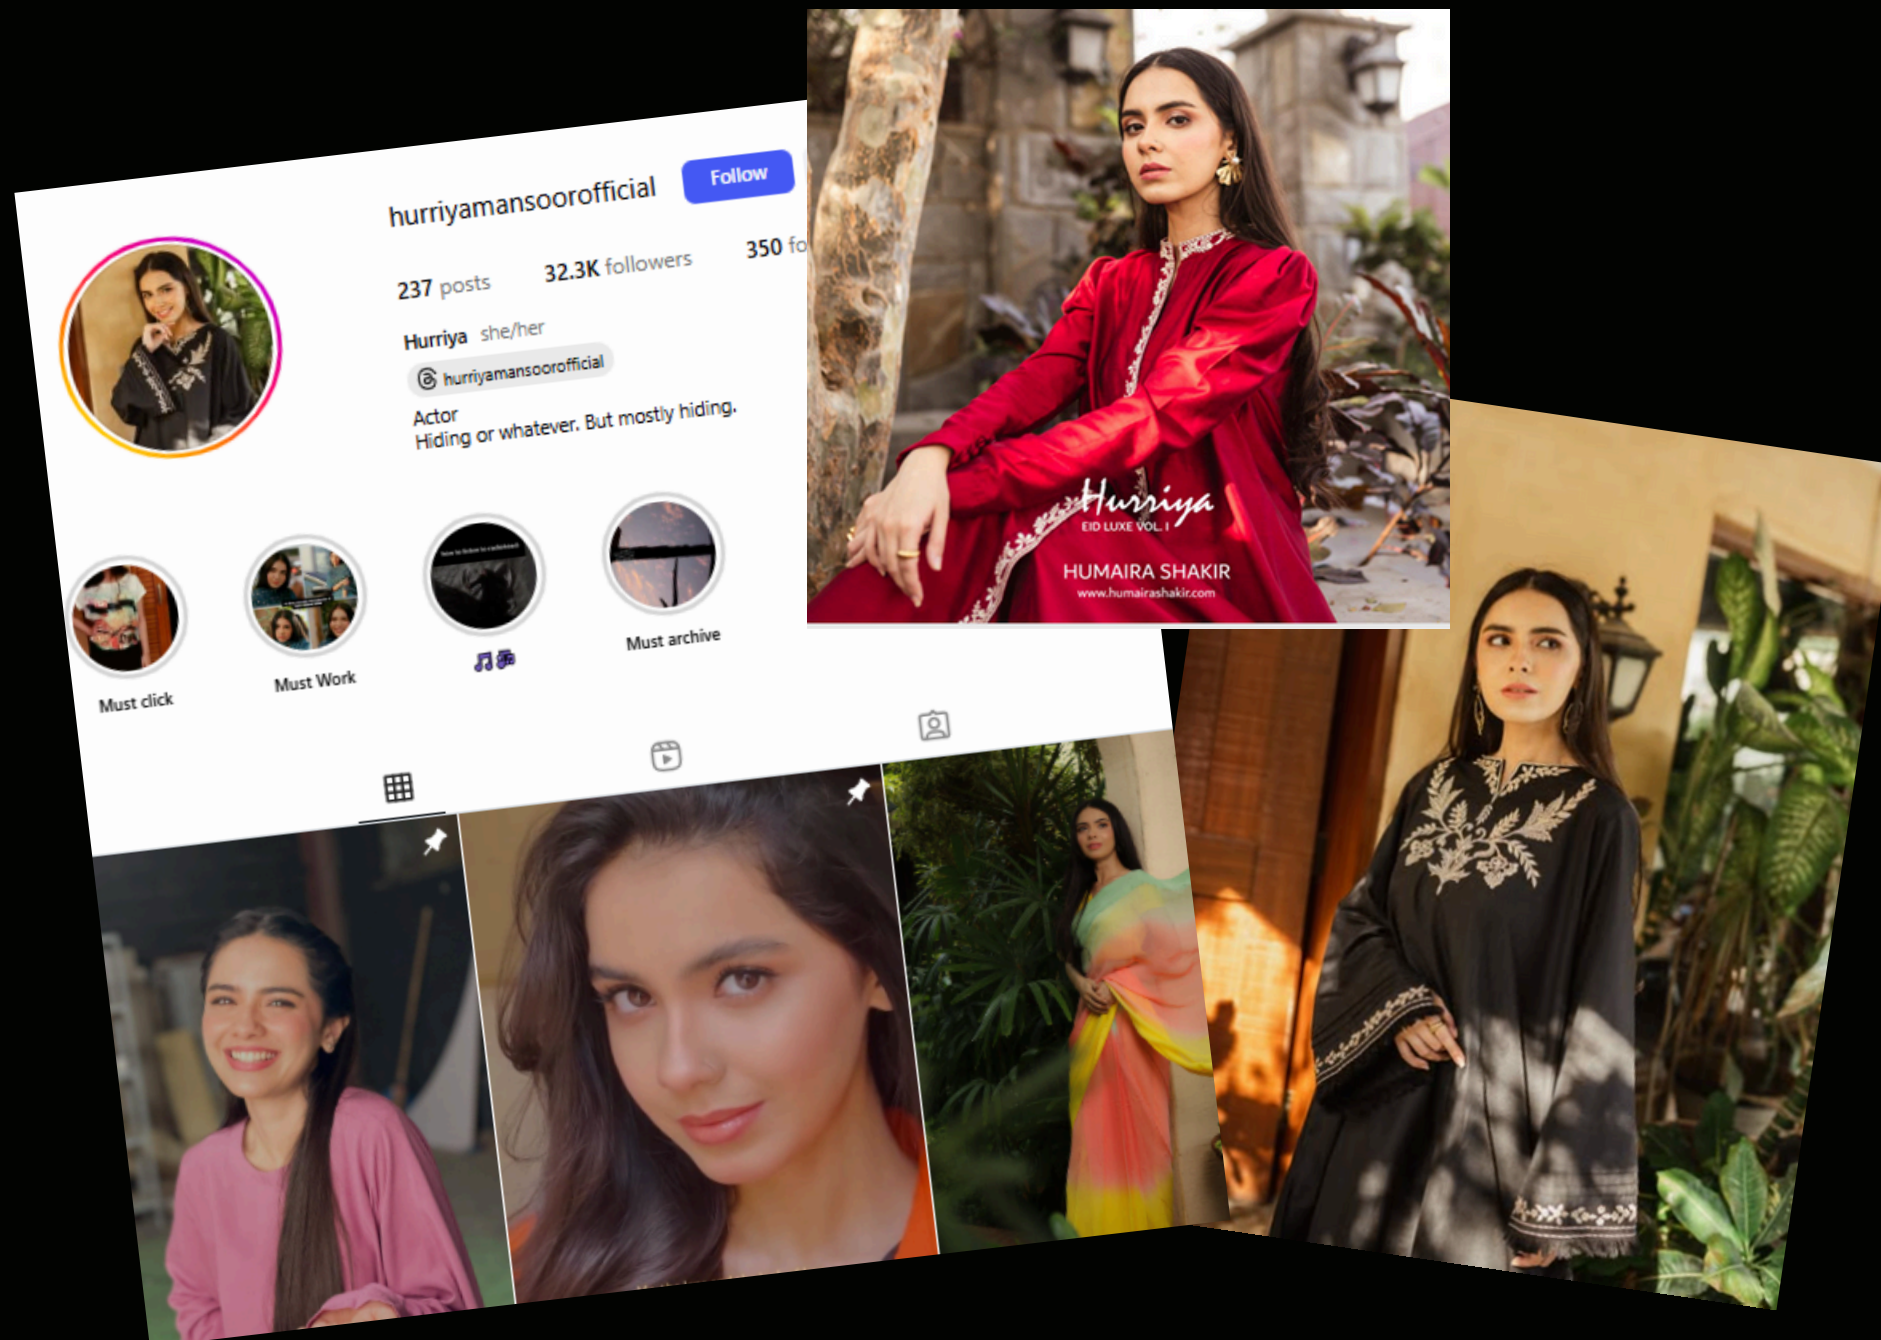 hurriyamansoorofficial
Follow
237 posts
32.3K followers
350 fo
Hurriya she/her
hurriyamansoorofficial
Actor
Hiding or whatever. But mostly hiding.
Must click
Must Work
Must archive
Hurriya
EID LUXE VOL. I
HUMAIRA SHAKIR
www.humairashakir.com